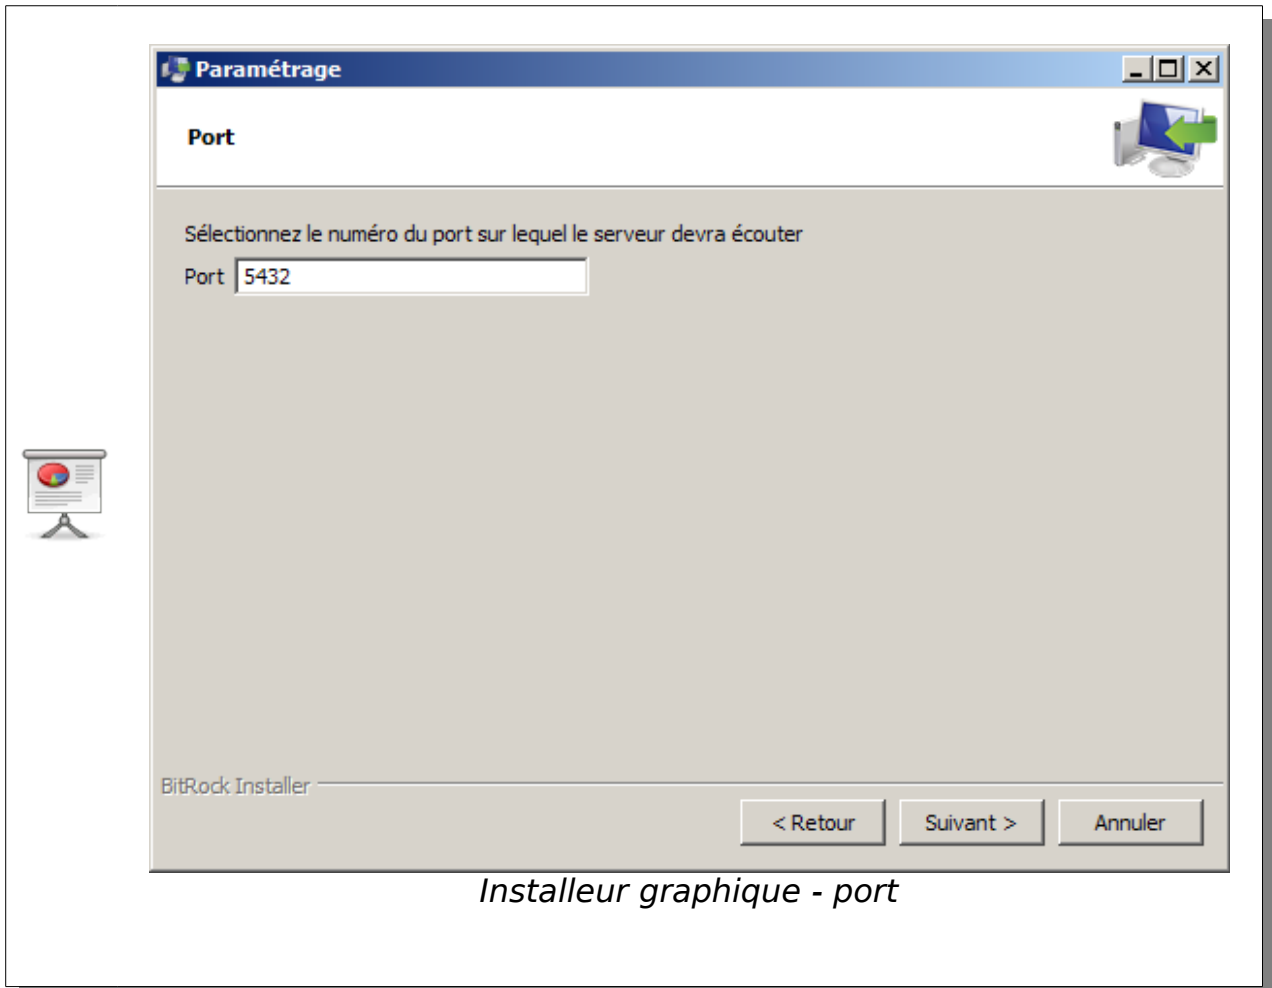 Paramétrage
Port
Sélectionnez le numéro du port sur lequel le serveur devra écouter
Port 5432
BitRock Installer
< Retour Suivant > Annuler
Installeur graphique - port